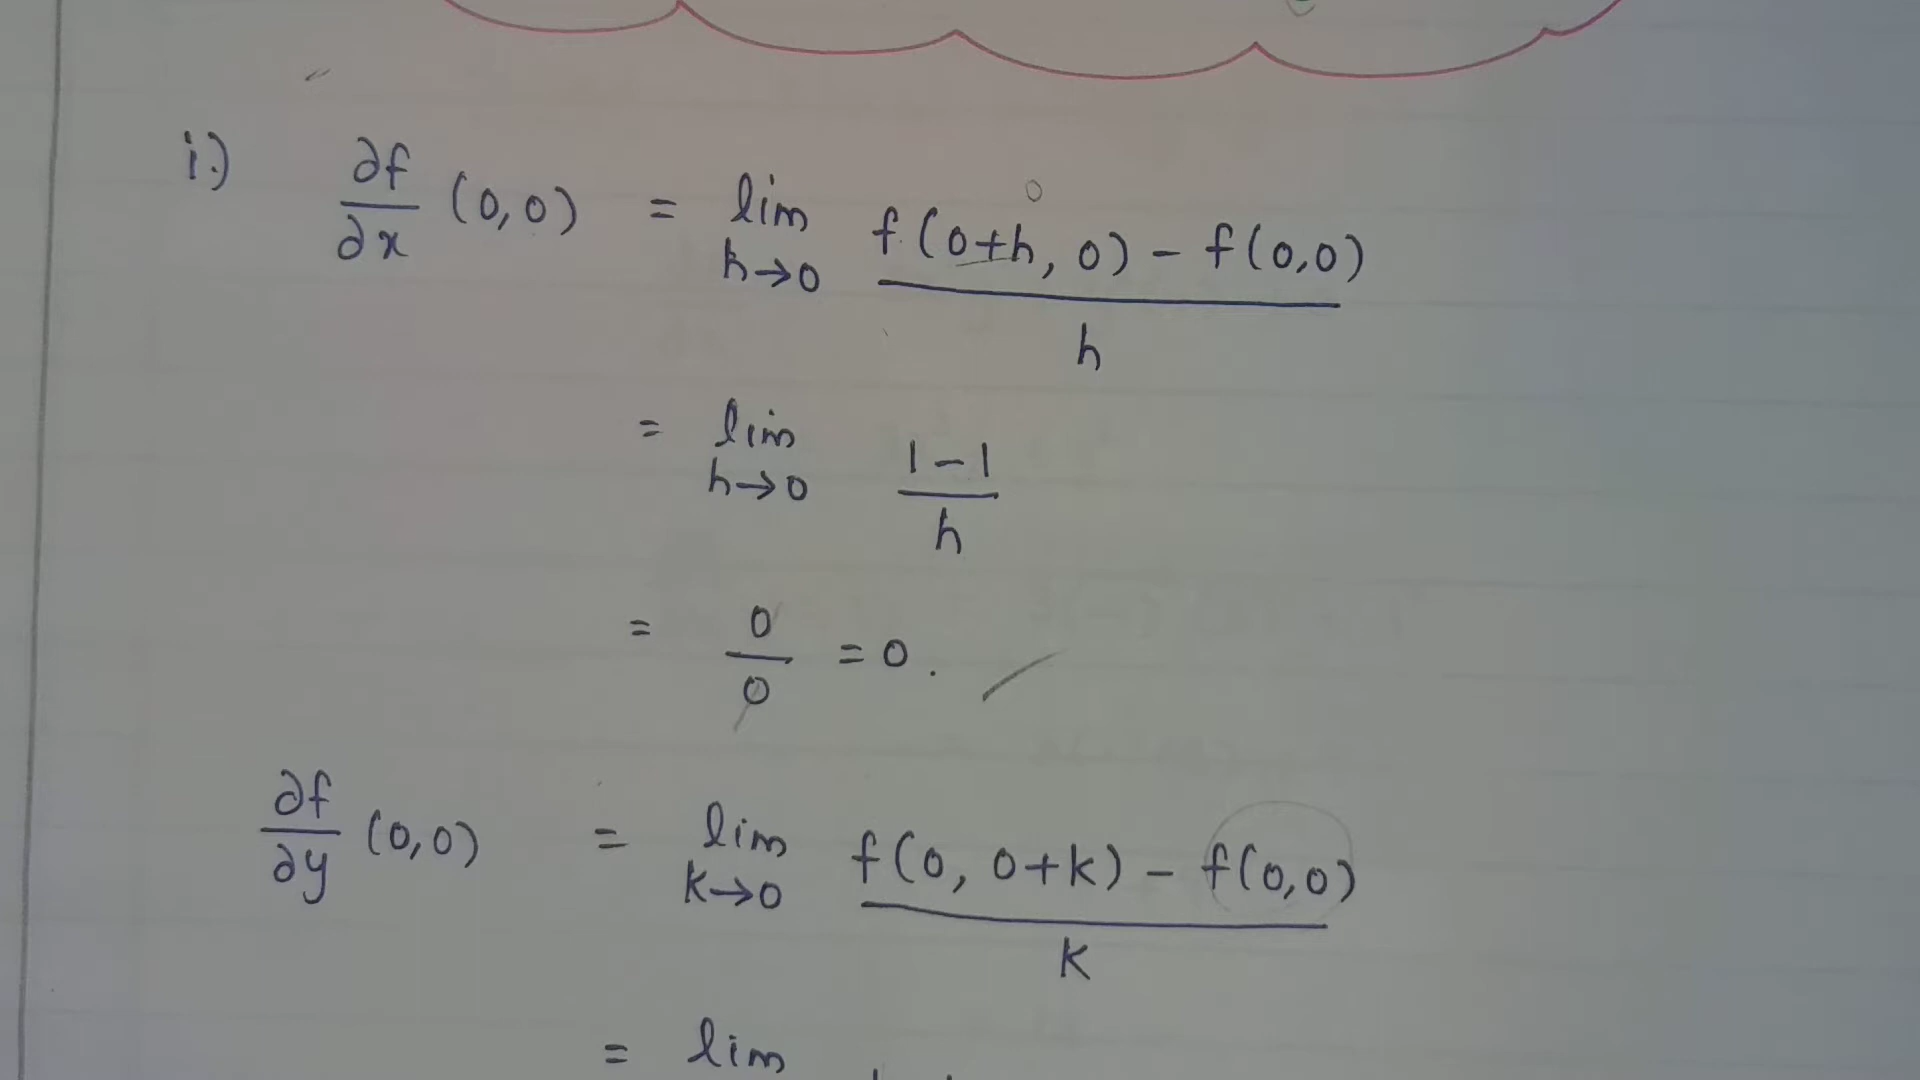 i.) ∂f/∂x (0,0) = lim h→0 f(0+h, 0) - f(0,0) / h
= lim h→0 1-1 / h
= 0/0 = 0.
∂f/∂y (0,0) = lim k→0 f(0, 0+k) - f(0,0) / k
= lim